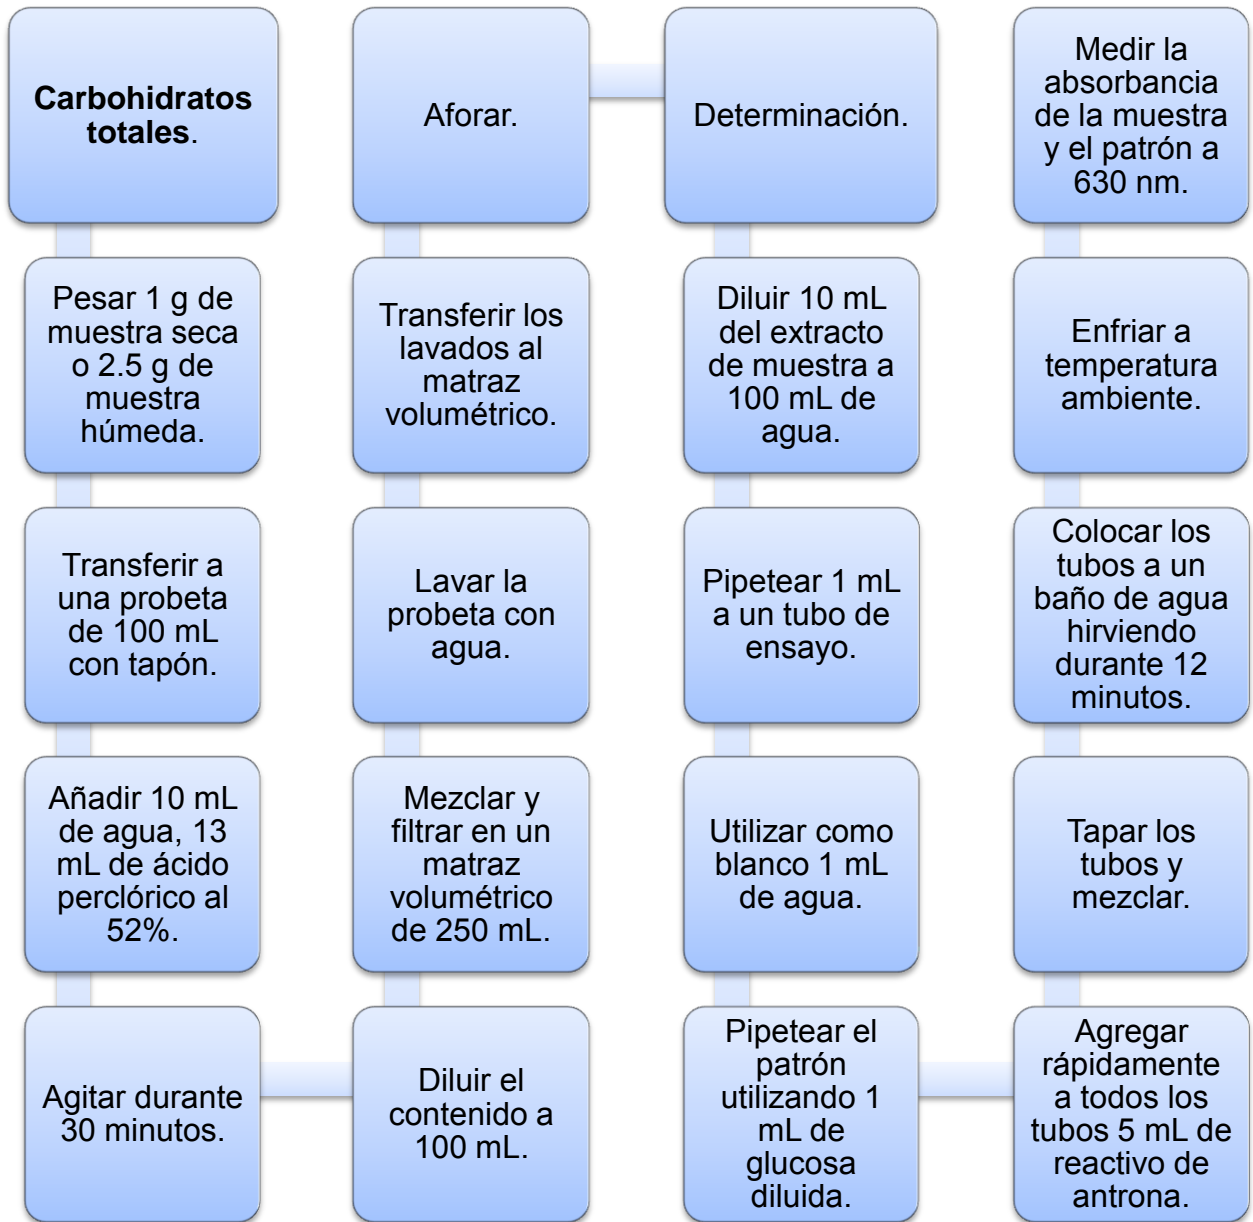 Carbohidratos
totales.
Pesar 1 g de
muestra seca
o 2.5 g de
muestra
húmeda.
Transferir a
una probeta
de 100 mL
con tapón.
Añadir 10 mL
de agua, 13
mL de ácido
perclórico al
52%.
Agitar durante
30 minutos.
Diluir el
contenido a
100 mL.
Mezclar y
filtrar en un
matraz
volumétrico
de 250 mL.
Lavar la
probeta con
agua.
Transferir los
lavados al
matraz
volumétrico.
Aforar.
Determinación.
Diluir 10 mL
del extracto
de muestra a
100 mL de
agua.
Pipetear 1 mL
a un tubo de
ensayo.
Utilizar como
blanco 1 mL
de agua.
Pipetear el
patrón
utilizando 1
mL de
glucosa
diluida.
Agregar
rápidamente
a todos los
tubos 5 mL de
reactivo de
antrona.
Tapar los
tubos y
mezclar.
Colocar los
tubos a un
baño de agua
hirviendo
durante 12
minutos.
Enfriar a
temperatura
ambiente.
Medir la
absorbancia
de la muestra
y el patrón a
630 nm.